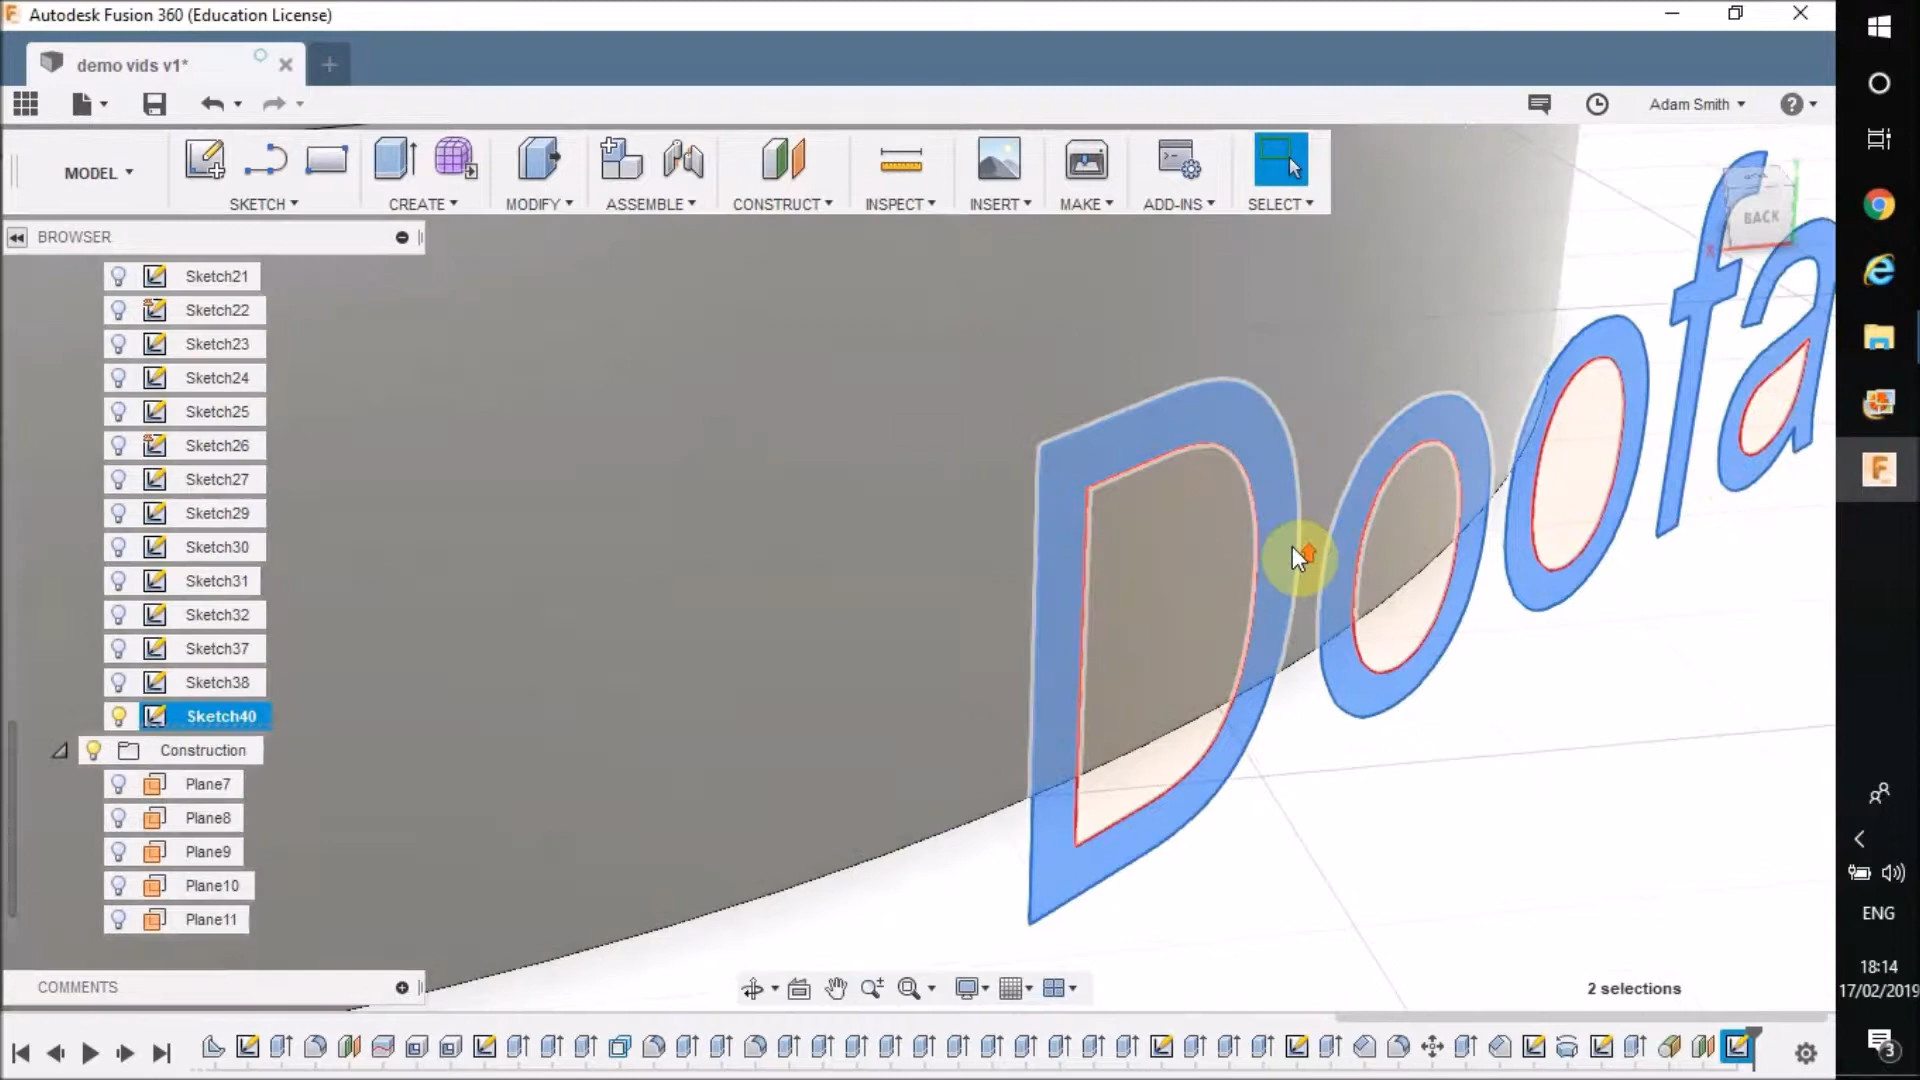 Autodesk Fusion 360 (Education License)
demo vids v1*
Adam Smith
MODEL
SKETCH
CREATE
MODIFY
ASSEMBLE
CONSTRUCT
INSPECT
INSERT
MAKE
ADD-INS
SELECT
BROWSER
BACK
X
Sketch21
Sketch22
Sketch23
Sketch24
Sketch25
Sketch26
Sketch27
Sketch29
Sketch30
Sketch31
Sketch32
Sketch37
Sketch38
Sketch40
Construction
Plane7
Plane8
Plane9
Plane10
Plane11
Doofa
COMMENTS
2 selections
ENG
18:14
17/02/2019
3